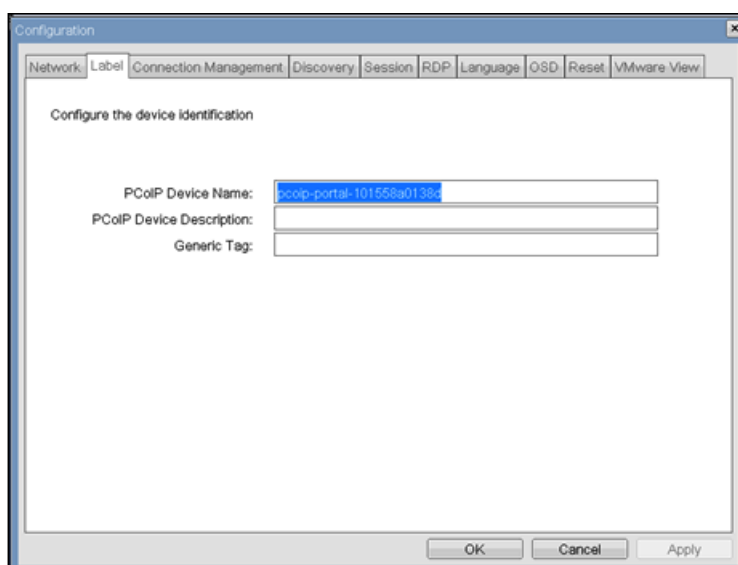 Configuration
Network Label Connection Management Discovery Session RDP Language OSD Reset VMware View
Configure the device identification
PCoIP Device Name: pcoip-portal-101558a0138d
PCoIP Device Description:
Generic Tag:
OK Cancel Apply